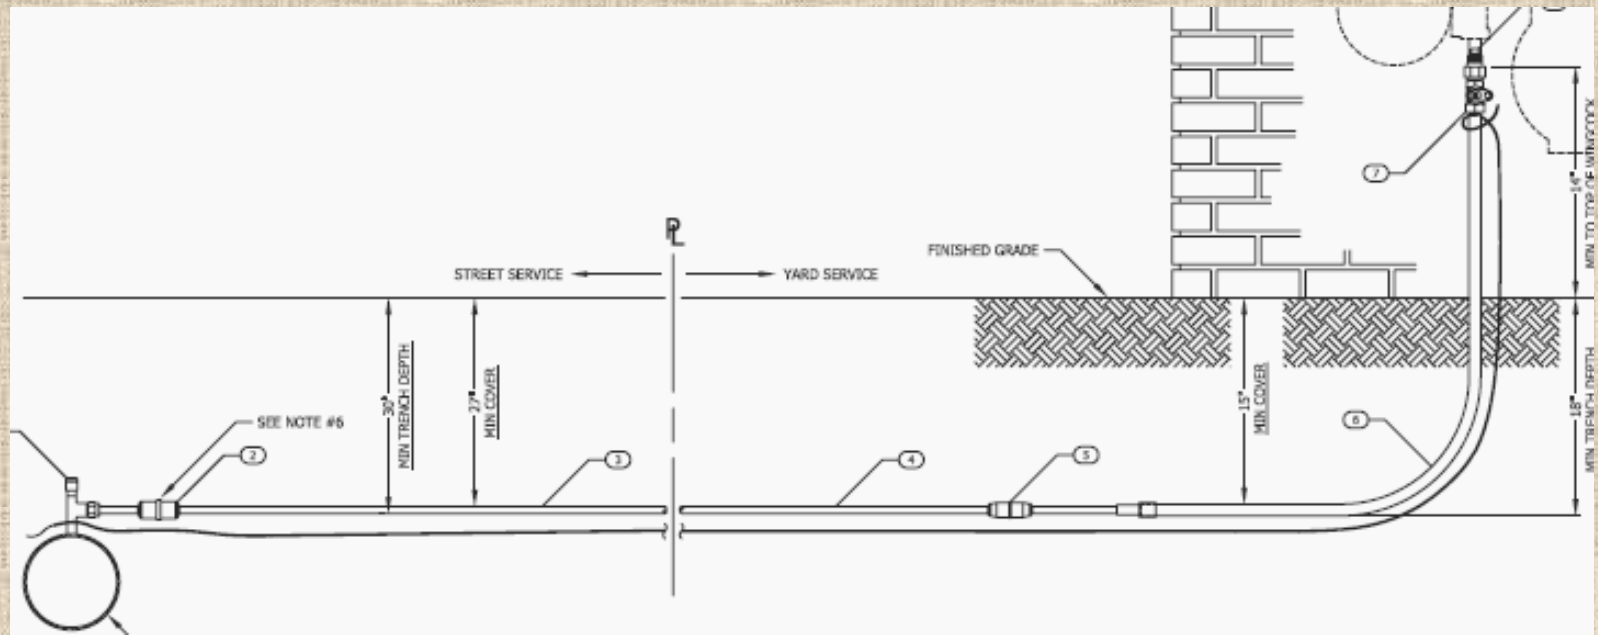 14"
MIN TO TOP OF WINGCOCK
7
PL
FINISHED GRADE
STREET SERVICE
YARD SERVICE
30"
MIN TRENCH DEPTH
27"
MIN COVER
15"
MIN COVER
18"
MIN TRENCH DEPTH
SEE NOTE #6
2
3
4
5
6